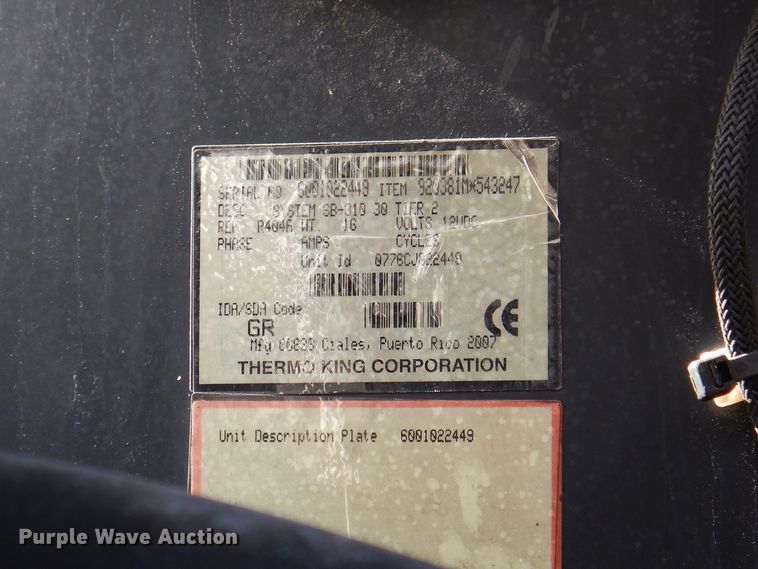 SERIAL NO 6001022449 ITEM 920381M*543247
DESC SYSTEM SB-310 30 TIER 2
REF R404A WT. 16 VOLTS 12VDC
PHASE AMPS CYCLES
Unit Id 0776CJ022449
IDA/SDA Code
GR
CE
Mfg 00638 Ciales, Puerto Rico 2007
THERMO KING CORPORATION
Unit Description Plate 6001022449
Purple Wave Auction